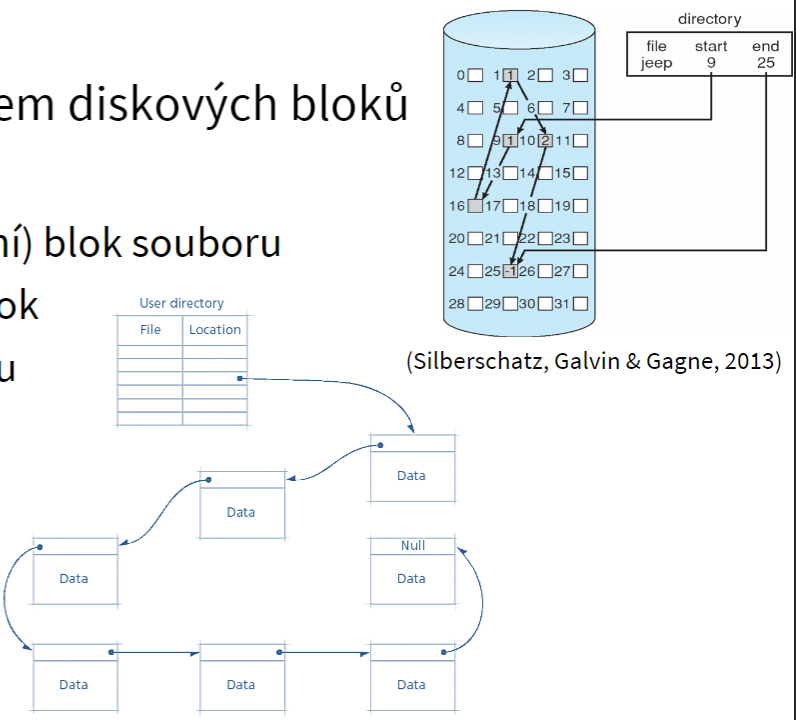 em diskových bloků
ní) blok souboru
ok
u
directory
file start end
jeep 9 25
0 1 1 2 3
4 5 6 7
8 9 1 10 2 11
12 13 14 15
16 17 18 19
20 21 22 23
24 25 -1 26 27
28 29 30 31
(Silberschatz, Galvin & Gagne, 2013)
User directory
File Location
Data
Data
Data
Null
Data
Data
Data
Data